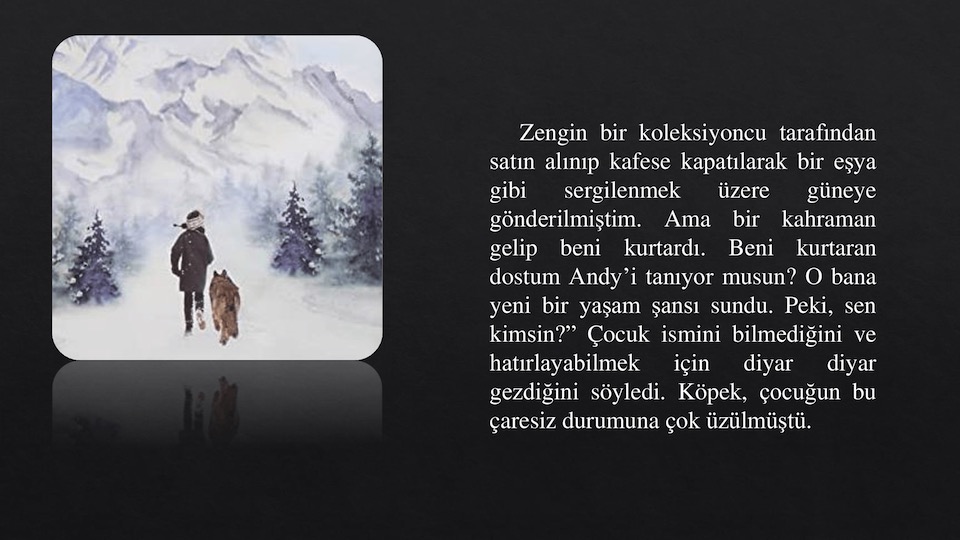 Zengin bir koleksiyoncu tarafından
satın alınıp kafese kapatılarak bir eşya
gibi sergilenmek üzere güneye
gönderilmiştim. Ama bir kahraman
gelip beni kurtardı. Beni kurtaran
dostum Andy’i tanıyor musun? O bana
yeni bir yaşam şansı sundu. Peki, sen
kimsin?” Çocuk ismini bilmediğini ve
hatırlayabilmek için diyar diyar
gezdiğini söyledi. Köpek, çocuğun bu
çaresiz durumuna çok üzülmüştü.